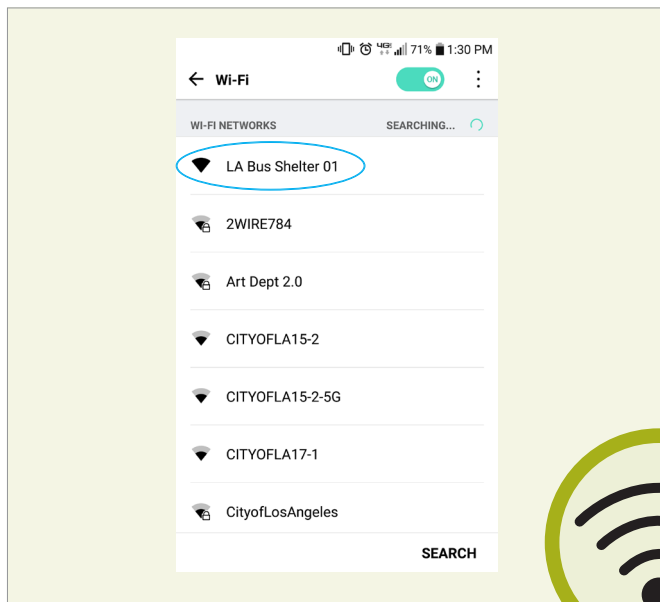 4G 71% 1:30 PM
Wi-Fi ON
WI-FI NETWORKS SEARCHING...
LA Bus Shelter 01
2WIRE784
Art Dept 2.0
CITYOFLA15-2
CITYOFLA15-2-5G
CITYOFLA17-1
CityofLosAngeles
SEARCH